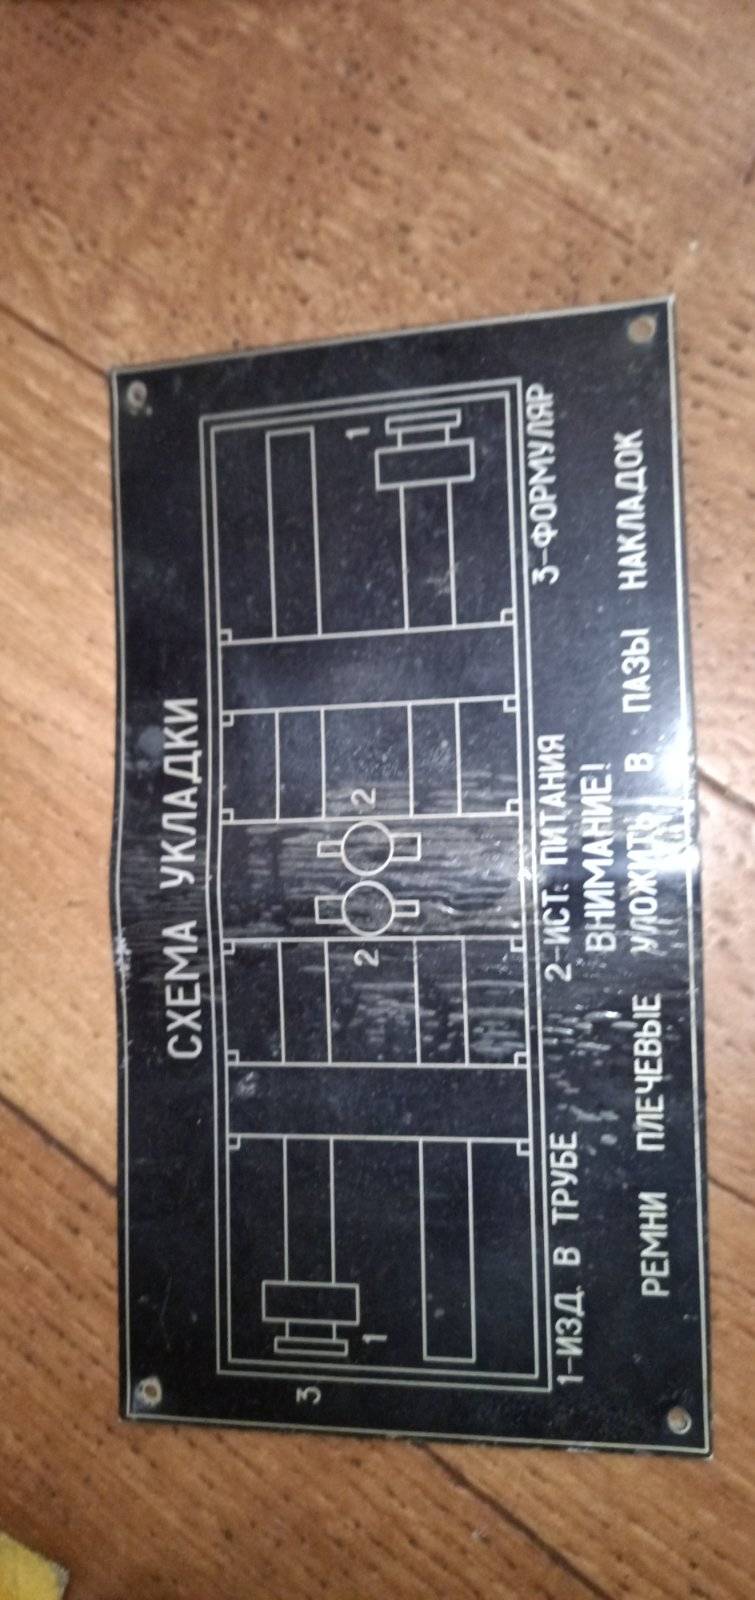 СХЕМА УКЛАДКИ
1
2
2
3
1
1-ИЗД. В ТРУБЕ 2-ИСТ. ПИТАНИЯ 3-ФОРМУЛЯР
ВНИМАНИЕ!
РЕМНИ ПЛЕЧЕВЫЕ УЛОЖИТЬ В ПАЗЫ НАКЛАДОК